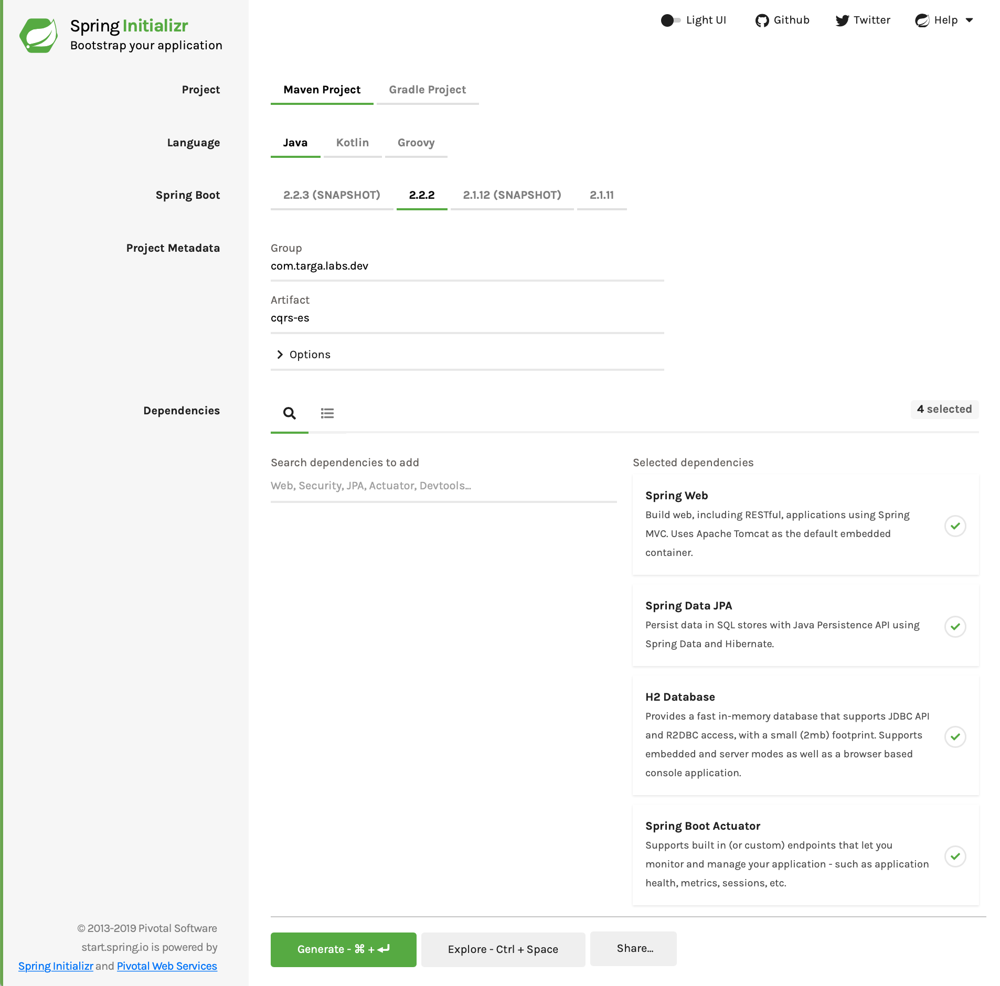 Spring Initializr
Bootstrap your application
Light UI
Github
Twitter
Help
Project
Maven Project
Gradle Project
Language
Java
Kotlin
Groovy
Spring Boot
2.2.3 (SNAPSHOT)
2.2.2
2.1.12 (SNAPSHOT)
2.1.11
Project Metadata
Group
com.targa.labs.dev
Artifact
cqrs-es
Options
Dependencies
4 selected
Search dependencies to add
Web, Security, JPA, Actuator, Devtools...
Selected dependencies
Spring Web
Build web, including RESTful, applications using Spring
MVC. Uses Apache Tomcat as the default embedded
container.
Spring Data JPA
Persist data in SQL stores with Java Persistence API using
Spring Data and Hibernate.
H2 Database
Provides a fast in-memory database that supports JDBC API
and R2DBC access, with a small (2mb) footprint. Supports
embedded and server modes as well as a browser based
console application.
Spring Boot Actuator
Supports built in (or custom) endpoints that let you
monitor and manage your application - such as application
health, metrics, sessions, etc.
© 2013-2019 Pivotal Software
start.spring.io is powered by
Spring Initializr and Pivotal Web Services
Generate - ⌘ + ⏎
Explore - Ctrl + Space
Share...